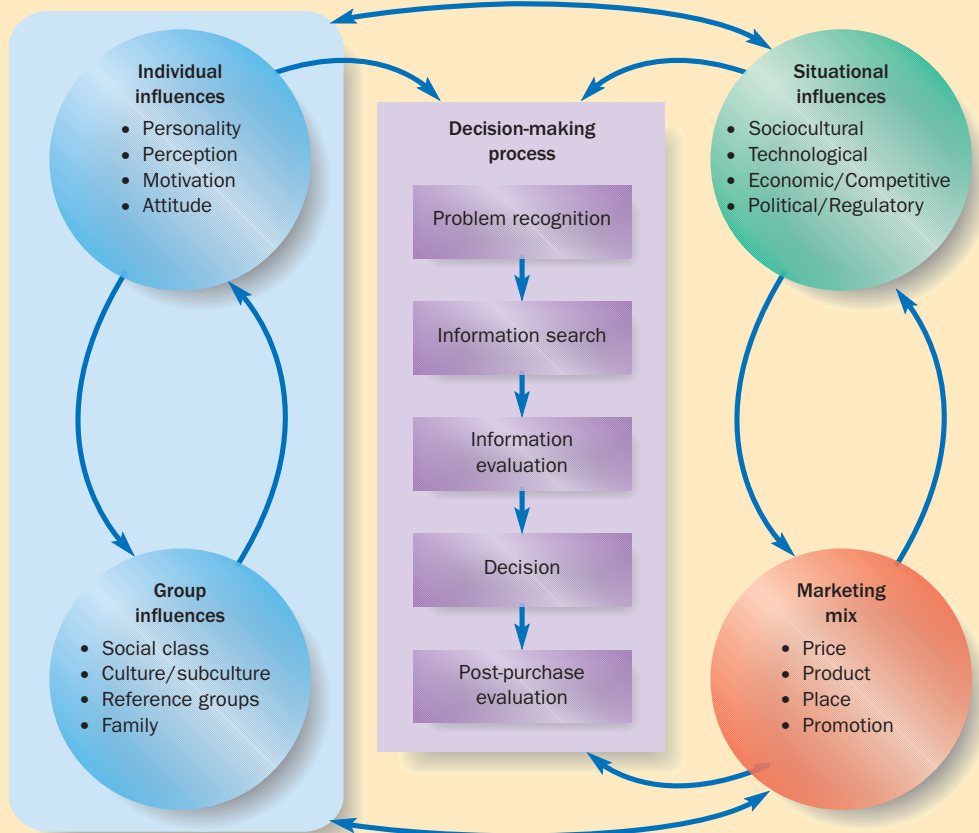 Individual
influences
• Personality
• Perception
• Motivation
• Attitude
Decision-making
process
Problem recognition
Information search
Information
evaluation
Decision
Post-purchase
evaluation
Situational
influences
• Sociocultural
• Technological
• Economic/Competitive
• Political/Regulatory
Group
influences
• Social class
• Culture/subculture
• Reference groups
• Family
Marketing
mix
• Price
• Product
• Place
• Promotion